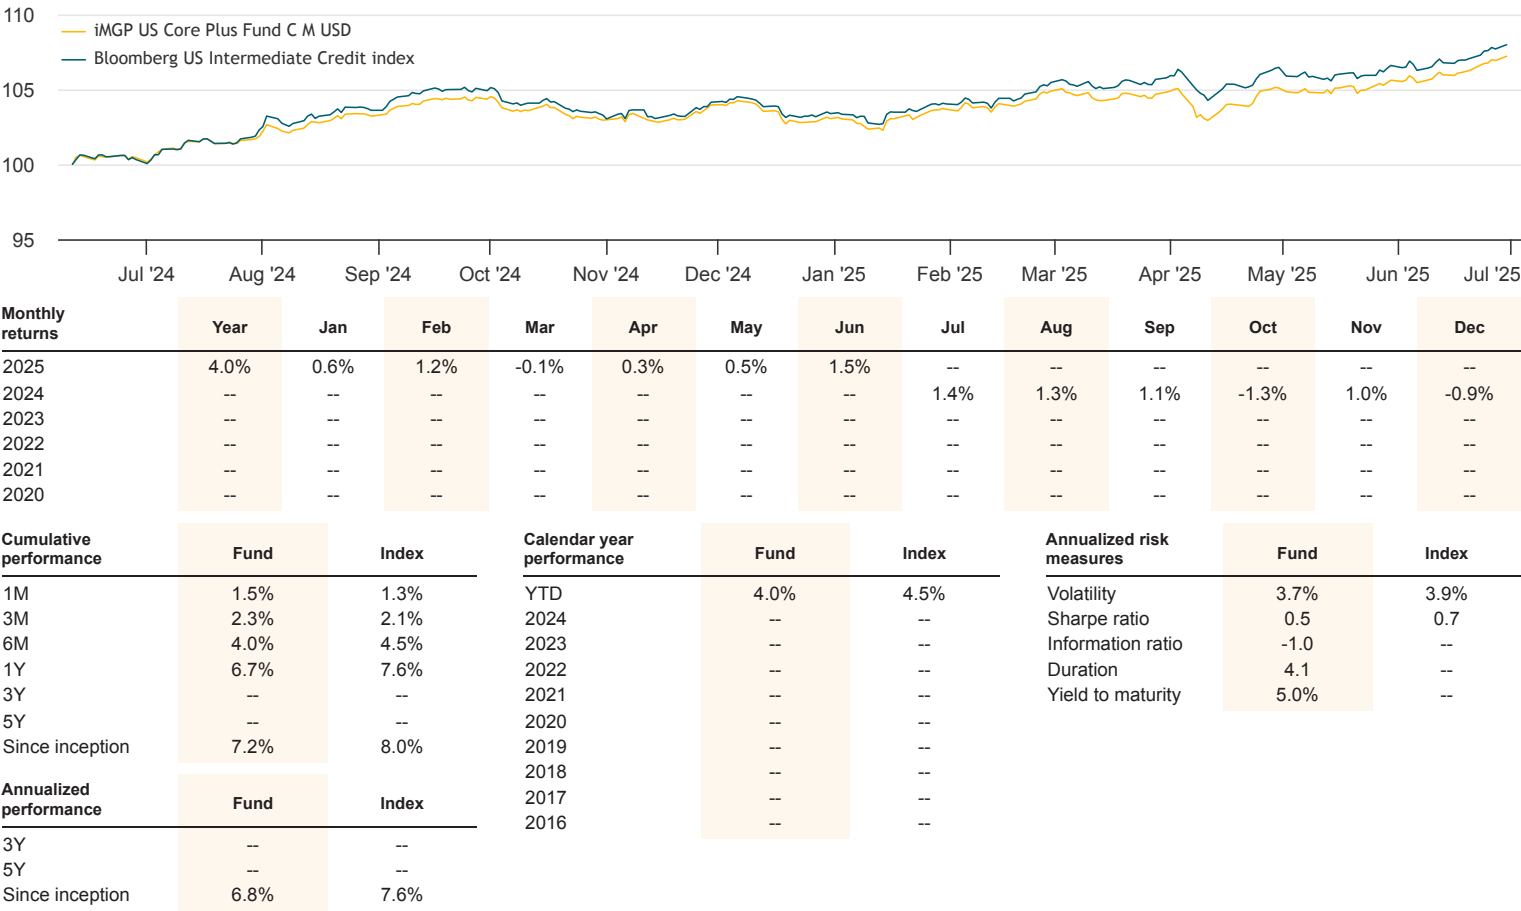 110
iMGP US Core Plus Fund C M USD
Bloomberg US Intermediate Credit index
105
100
95
Jul '24 Aug '24 Sep '24 Oct '24 Nov '24 Dec '24 Jan '25 Feb '25 Mar '25 Apr '25 May '25 Jun '25 Jul '25
Monthly
returns Year Jan Feb Mar Apr May Jun Jul Aug Sep Oct Nov Dec
2025 4.0% 0.6% 1.2% -0.1% 0.3% 0.5% 1.5% -- -- -- -- -- --
2024 -- -- -- -- -- -- -- 1.4% 1.3% 1.1% -1.3% 1.0% -0.9%
2023 -- -- -- -- -- -- -- -- -- -- -- -- --
2022 -- -- -- -- -- -- -- -- -- -- -- -- --
2021 -- -- -- -- -- -- -- -- -- -- -- -- --
2020 -- -- -- -- -- -- -- -- -- -- -- -- --
Cumulative
performance Fund Index
1M 1.5% 1.3%
3M 2.3% 2.1%
6M 4.0% 4.5%
1Y 6.7% 7.6%
3Y -- --
5Y -- --
Since inception 7.2% 8.0%
Annualized
performance Fund Index
3Y -- --
5Y -- --
Since inception 6.8% 7.6%
Calendar year
performance Fund Index
YTD 4.0% 4.5%
2024 -- --
2023 -- --
2022 -- --
2021 -- --
2020 -- --
2019 -- --
2018 -- --
2017 -- --
2016 -- --
Annualized risk
measures Fund Index
Volatility 3.7% 3.9%
Sharpe ratio 0.5 0.7
Information ratio -1.0 --
Duration 4.1 --
Yield to maturity 5.0% --